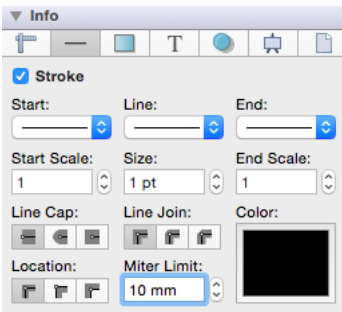 Info
T
Stroke
Start: Line: End:
Start Scale: Size: End Scale:
1 1 pt 1
Line Cap: Line Join: Color:
Location: Miter Limit:
10 mm